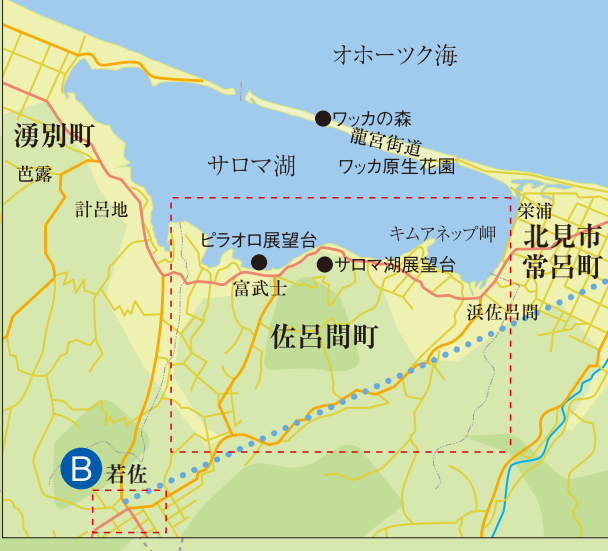 オホーツク海
ワッカの森
龍宮街道
湧別町
サロマ湖
ワッカ原生花園
芭露
計呂地
栄浦
ピラオロ展望台
キムアネップ岬
北見市
常呂町
サロマ湖展望台
富武士
浜佐呂間
佐呂間町
B
若佐